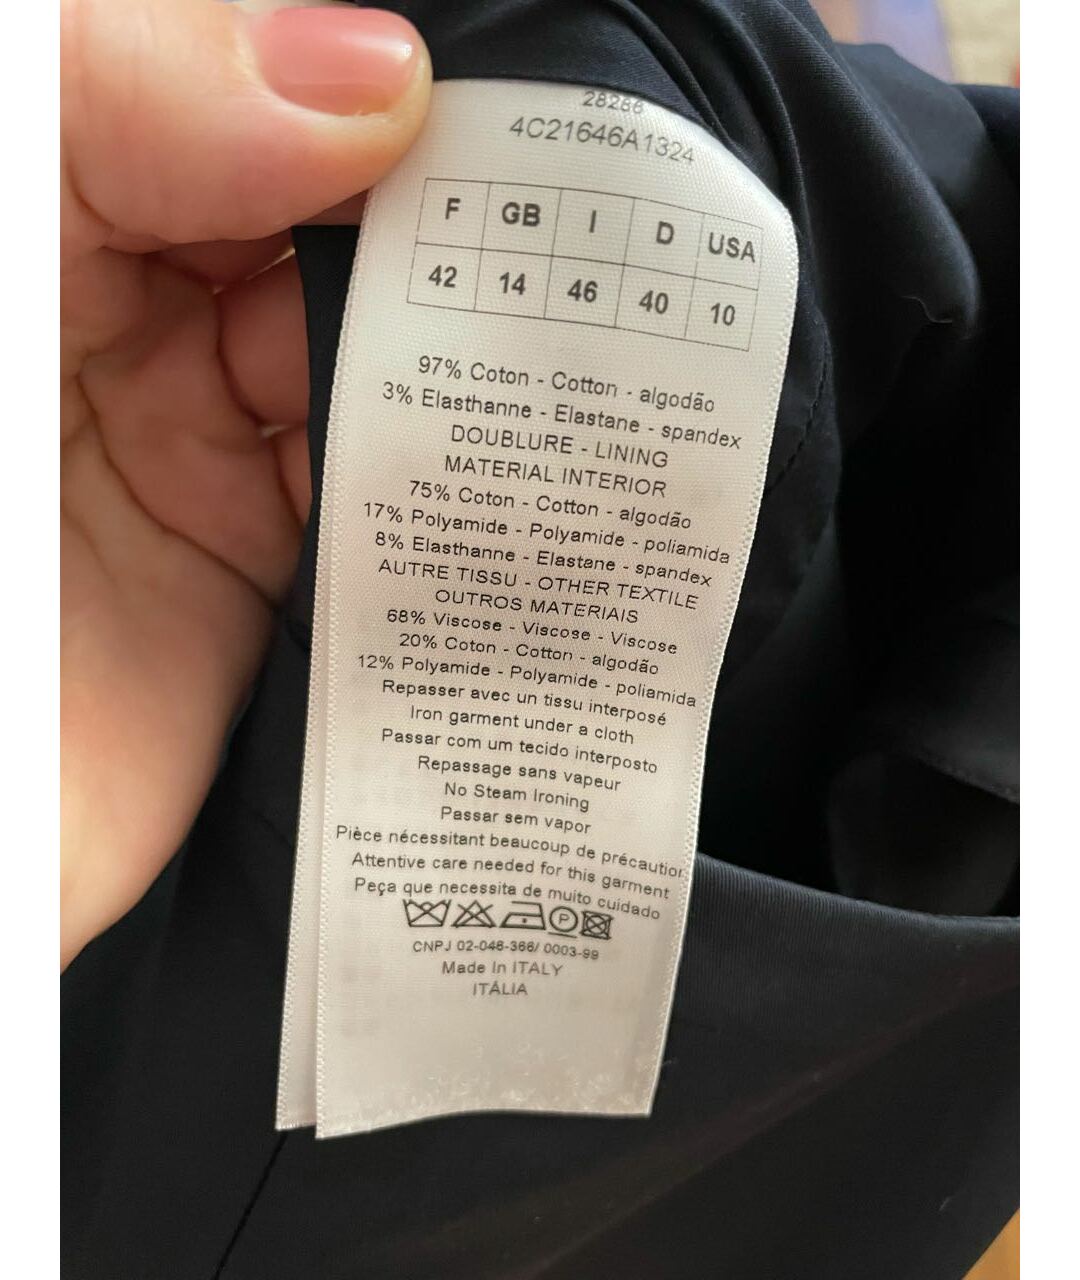 28286
4C21646A1324
F GB I D USA
42 14 46 40 10
97% Coton - Cotton - algodão
3% Elasthanne - Elastane - spandex
DOUBLURE - LINING
MATERIAL INTERIOR
75% Coton - Cotton - algodão
17% Polyamide - Polyamide - poliamida
8% Elasthanne - Elastane - spandex
AUTRE TISSU - OTHER TEXTILE
OUTROS MATERIAIS
68% Viscose - Viscose - Viscose
20% Coton - Cotton - algodão
12% Polyamide - Polyamide - poliamida
Repasser avec un tissu interposé
Iron garment under a cloth
Passar com um tecido interposto
Repassage sans vapeur
No Steam Ironing
Passar sem vapor
Pièce nécessitant beaucoup de précaution
Attentive care needed for this garment
Peça que necessita de muito cuidado
P
CNPJ 02-046-366/ 0003-99
Made In ITALY
ITÁLIA